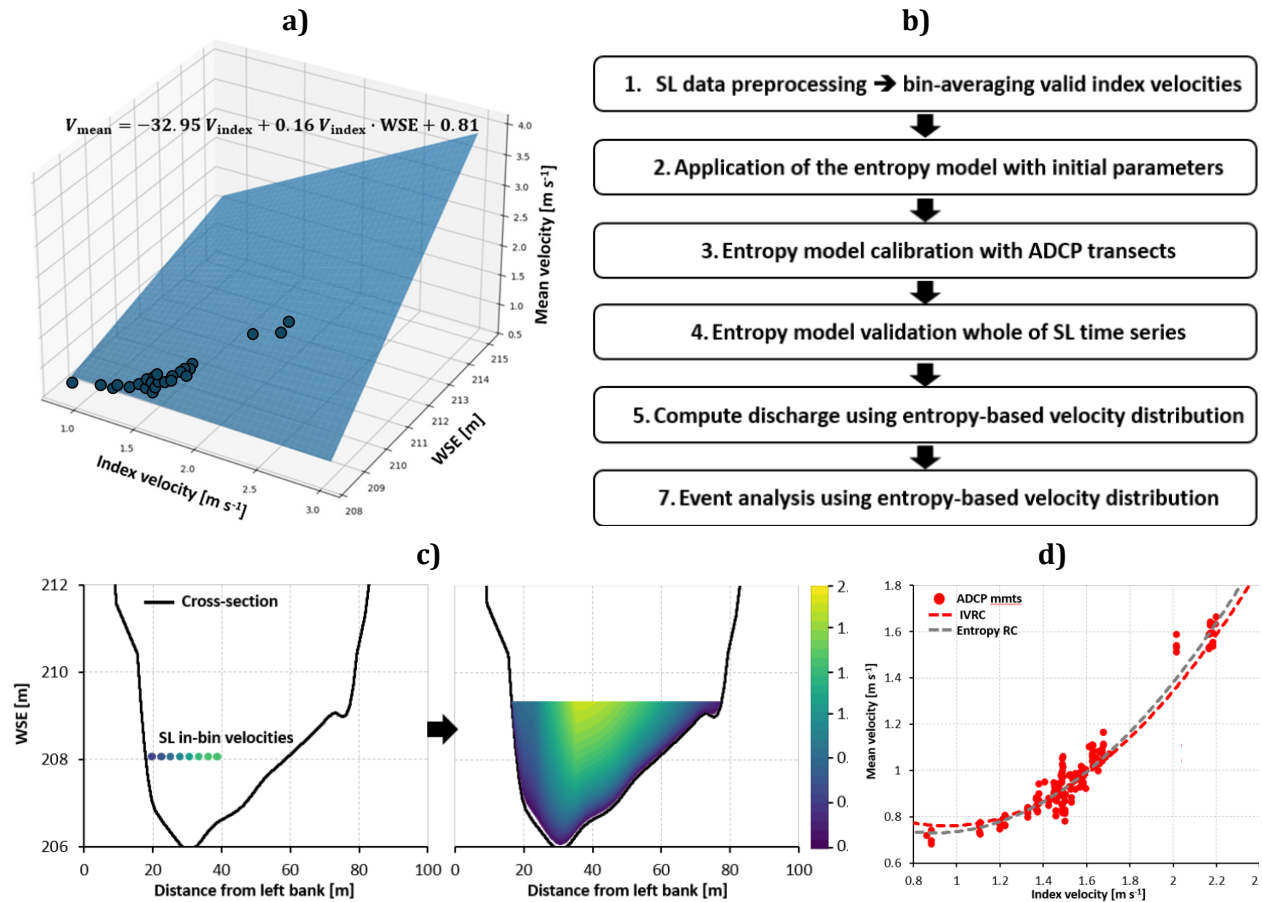 a)
V_mean = −32.95 V_index + 0.16 V_index · WSE + 0.81
4.0
3.5
3.0
2.5
2.0
1.5
1.0
0.5
Mean velocity [m s⁻¹]
215
214
213
212
211
210
209
208
WSE [m]
1.0
1.5
2.0
2.5
3.0
Index velocity [m s⁻¹]
b)
1. SL data preprocessing ➔ bin-averaging valid index velocities
2. Application of the entropy model with initial parameters
3. Entropy model calibration with ADCP transects
4. Entropy model validation whole of SL time series
5. Compute discharge using entropy-based velocity distribution
7. Event analysis using entropy-based velocity distribution
c)
212
210
208
206
WSE [m]
Cross-section
SL in-bin velocities
0 20 40 60 80 100
Distance from left bank [m]
0 20 40 60 80 100
Distance from left bank [m]
2.
1.
1.
1.
1.
0.
0.
0.
0.
d)
1.8
1.6
1.4
1.2
1
0.8
0.6
Mean velocity [m s⁻¹]
ADCP mmts
IVRC
Entropy RC
0.8 1 1.2 1.4 1.6 1.8 2 2.2 2.
Index velocity [m s⁻¹]